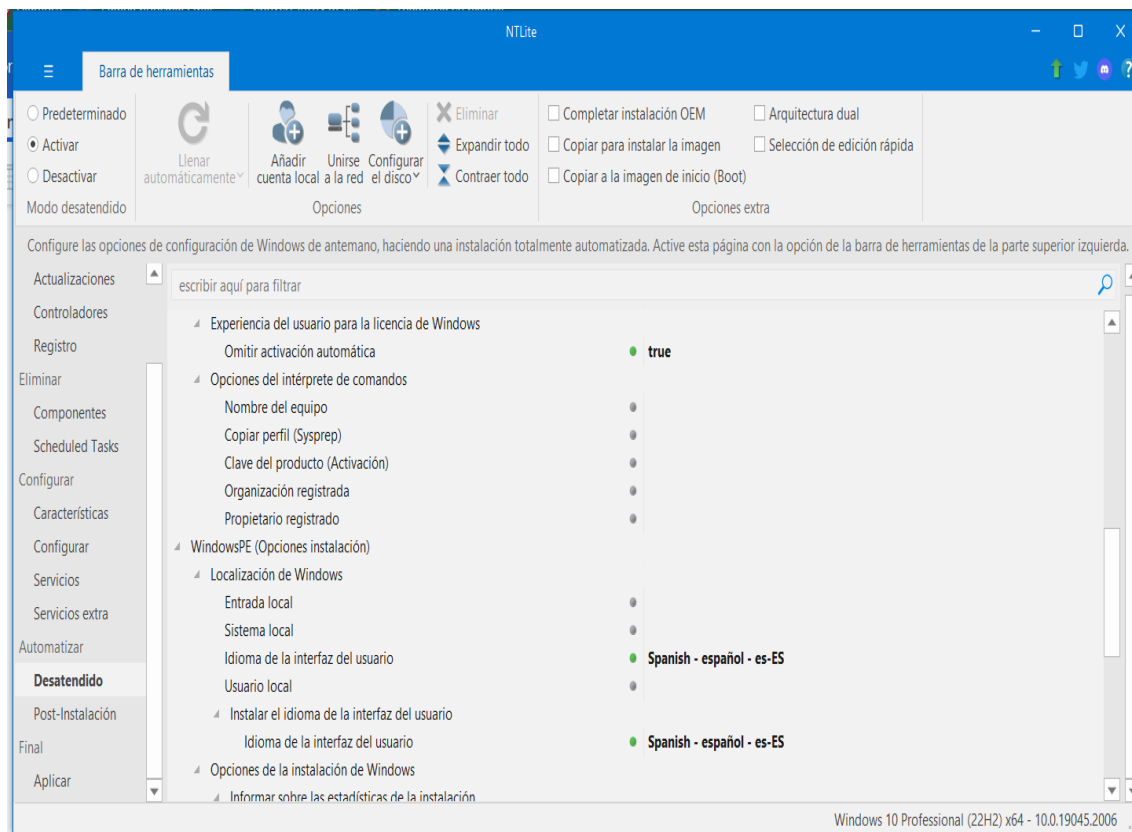 NTLite
Barra de herramientas
Predeterminado
Activar
Desactivar
Modo desatendido
Llenar
automáticamente
Añadir
cuenta local
Unirse
a la red
Configurar
el disco
Eliminar
Expandir todo
Contraer todo
Opciones
Completar instalación OEM
Copiar para instalar la imagen
Copiar a la imagen de inicio (Boot)
Arquitectura dual
Selección de edición rápida
Opciones extra
Configure las opciones de configuración de Windows de antemano, haciendo una instalación totalmente automatizada. Active esta página con la opción de la barra de herramientas de la parte superior izquierda.
Actualizaciones
Controladores
Registro
Eliminar
Componentes
Scheduled Tasks
Configurar
Características
Configurar
Servicios
Servicios extra
Automatizar
Desatendido
Post-Instalación
Final
Aplicar
escribir aquí para filtrar
Experiencia del usuario para la licencia de Windows
Omitir activación automática true
Opciones del intérprete de comandos
Nombre del equipo
Copiar perfil (Sysprep)
Clave del producto (Activación)
Organización registrada
Propietario registrado
WindowsPE (Opciones instalación)
Localización de Windows
Entrada local
Sistema local
Idioma de la interfaz del usuario Spanish - español - es-ES
Usuario local
Instalar el idioma de la interfaz del usuario
Idioma de la interfaz del usuario Spanish - español - es-ES
Opciones de la instalación de Windows
Informar sobre las estadísticas de la instalación
Windows 10 Professional (22H2) x64 - 10.0.19045.2006